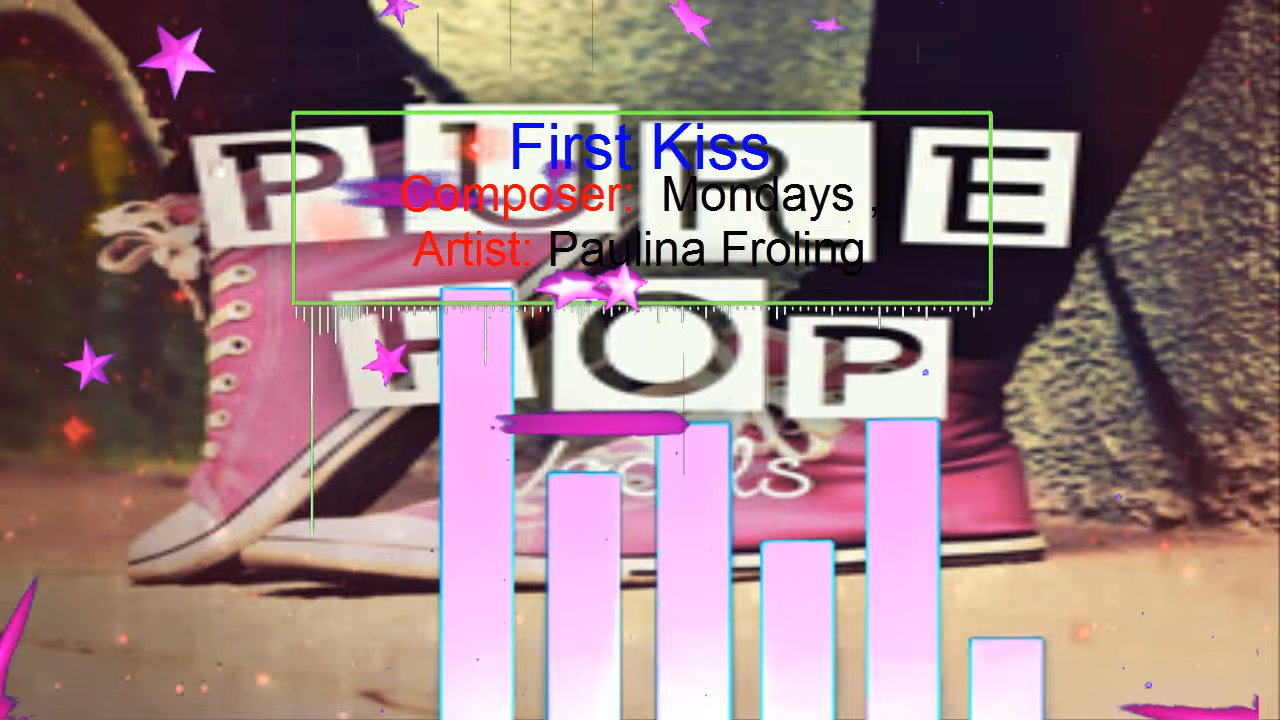 PURE
First Kiss
Composer: Mondays ,
Artist: Paulina Froling
HOP